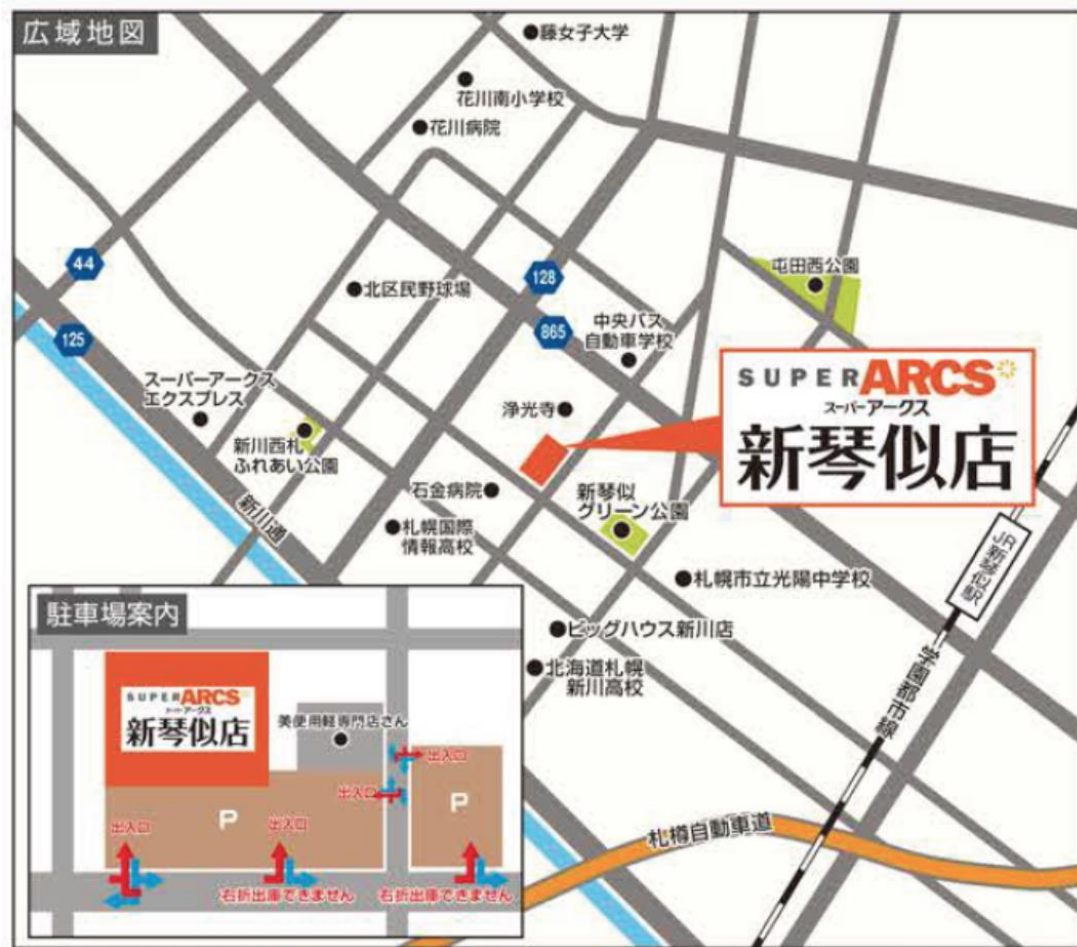 広域地図
藤女子大学
花川南小学校
花川病院
44
125
128
865
北区民野球場
屯田西公園
中央バス
自動車学校
スーパーアークス
エクスプレス
新川西札
ふれあい公園
浄光寺
SUPER ARCS
スーパーアークス
新琴似店
石金病院
新琴似
グリーン公園
札幌国際
情報高校
新川通
札幌市立光陽中学校
JR新琴似駅
ビッグハウス新川店
北海道札幌
新川高校
学園都市線
札樽自動車道
駐車場案内
SUPER ARCS
スーパーアークス
新琴似店
美使用軽専門店さん
出入口
出入口
出入口
出入口
P
P
右折出庫できません
右折出庫できません